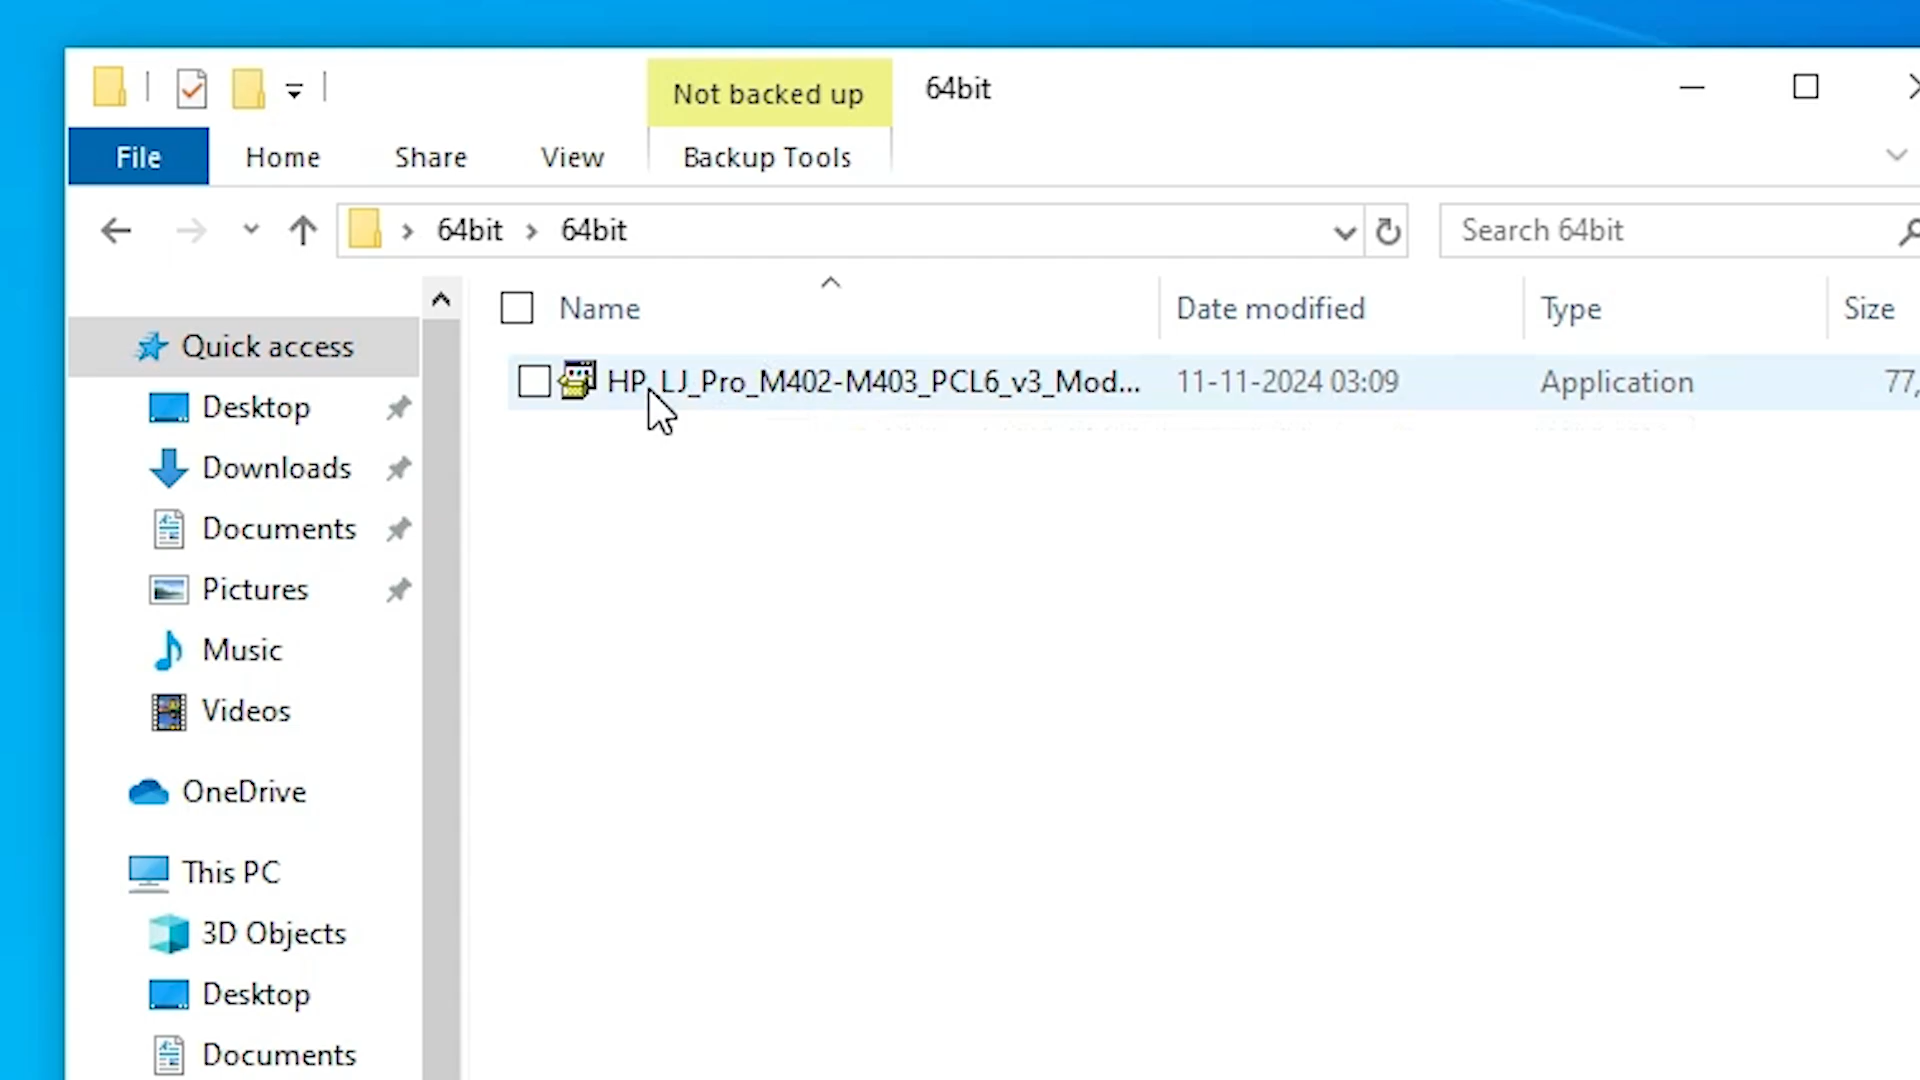 Not backed up
64bit
File
Home
Share
View
Backup Tools
64bit
64bit
Search 64bit
Name
Date modified
Type
Size
HP_LJ_Pro_M402-M403_PCL6_v3_Mod...
11-11-2024 03:09
Application
77,
Quick access
Desktop
Downloads
Documents
Pictures
Music
Videos
OneDrive
This PC
3D Objects
Desktop
Documents